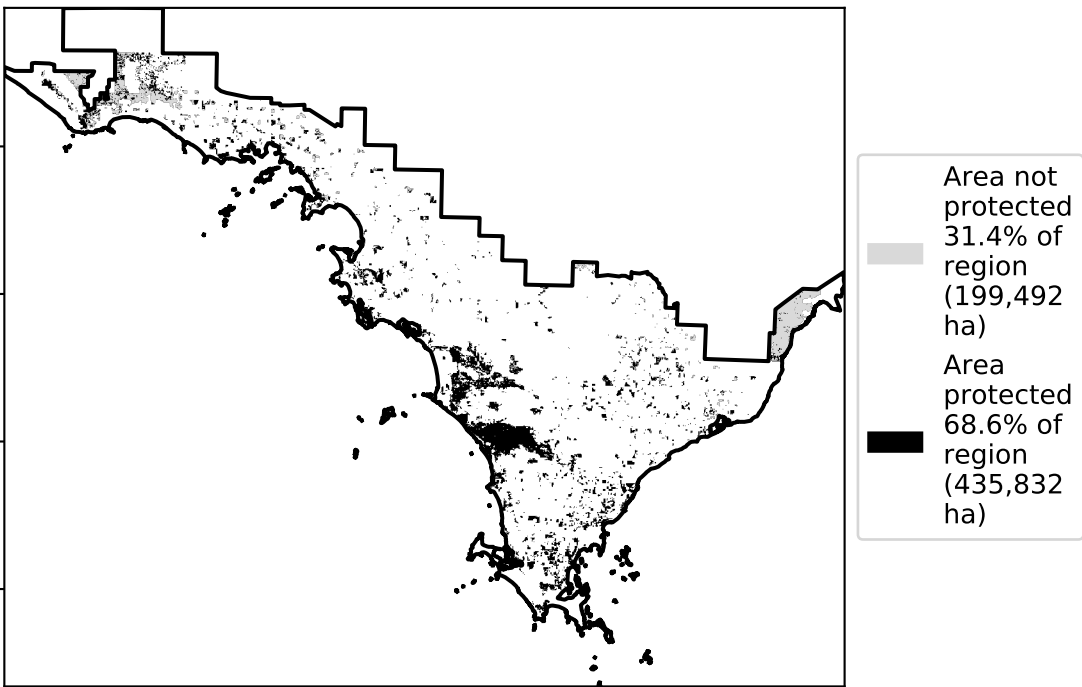 Area not
protected
31.4% of
region
(199,492
ha)
Area
protected
68.6% of
region
(435,832
ha)